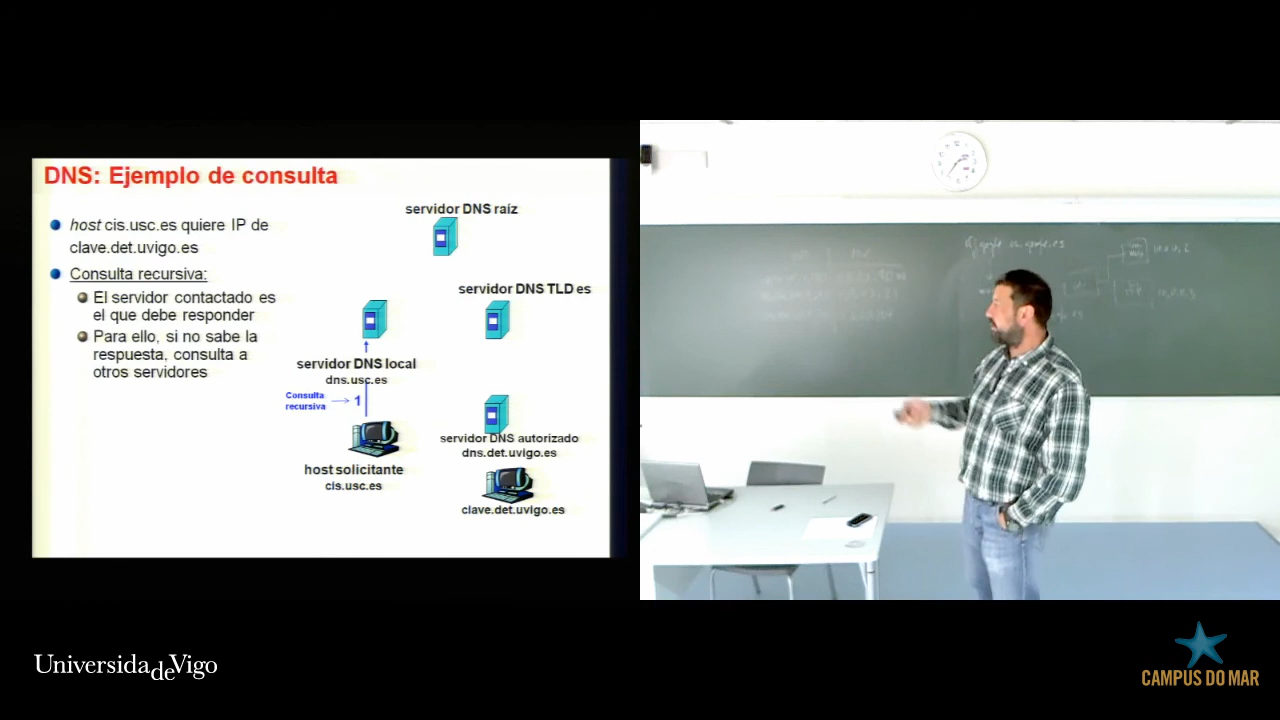 DNS: Ejemplo de consulta
host cis.usc.es quiere IP de
clave.det.uvigo.es
Consulta recursiva:
El servidor contactado es
el que debe responder
Para ello, si no sabe la
respuesta, consulta a
otros servidores
servidor DNS raíz
servidor DNS TLD es
servidor DNS local
dns.usc.es
Consulta
recursiva
1
host solicitante
cis.usc.es
servidor DNS autorizado
dns.det.uvigo.es
clave.det.uvigo.es
UniversidadeVigo
CAMPUS DO MAR